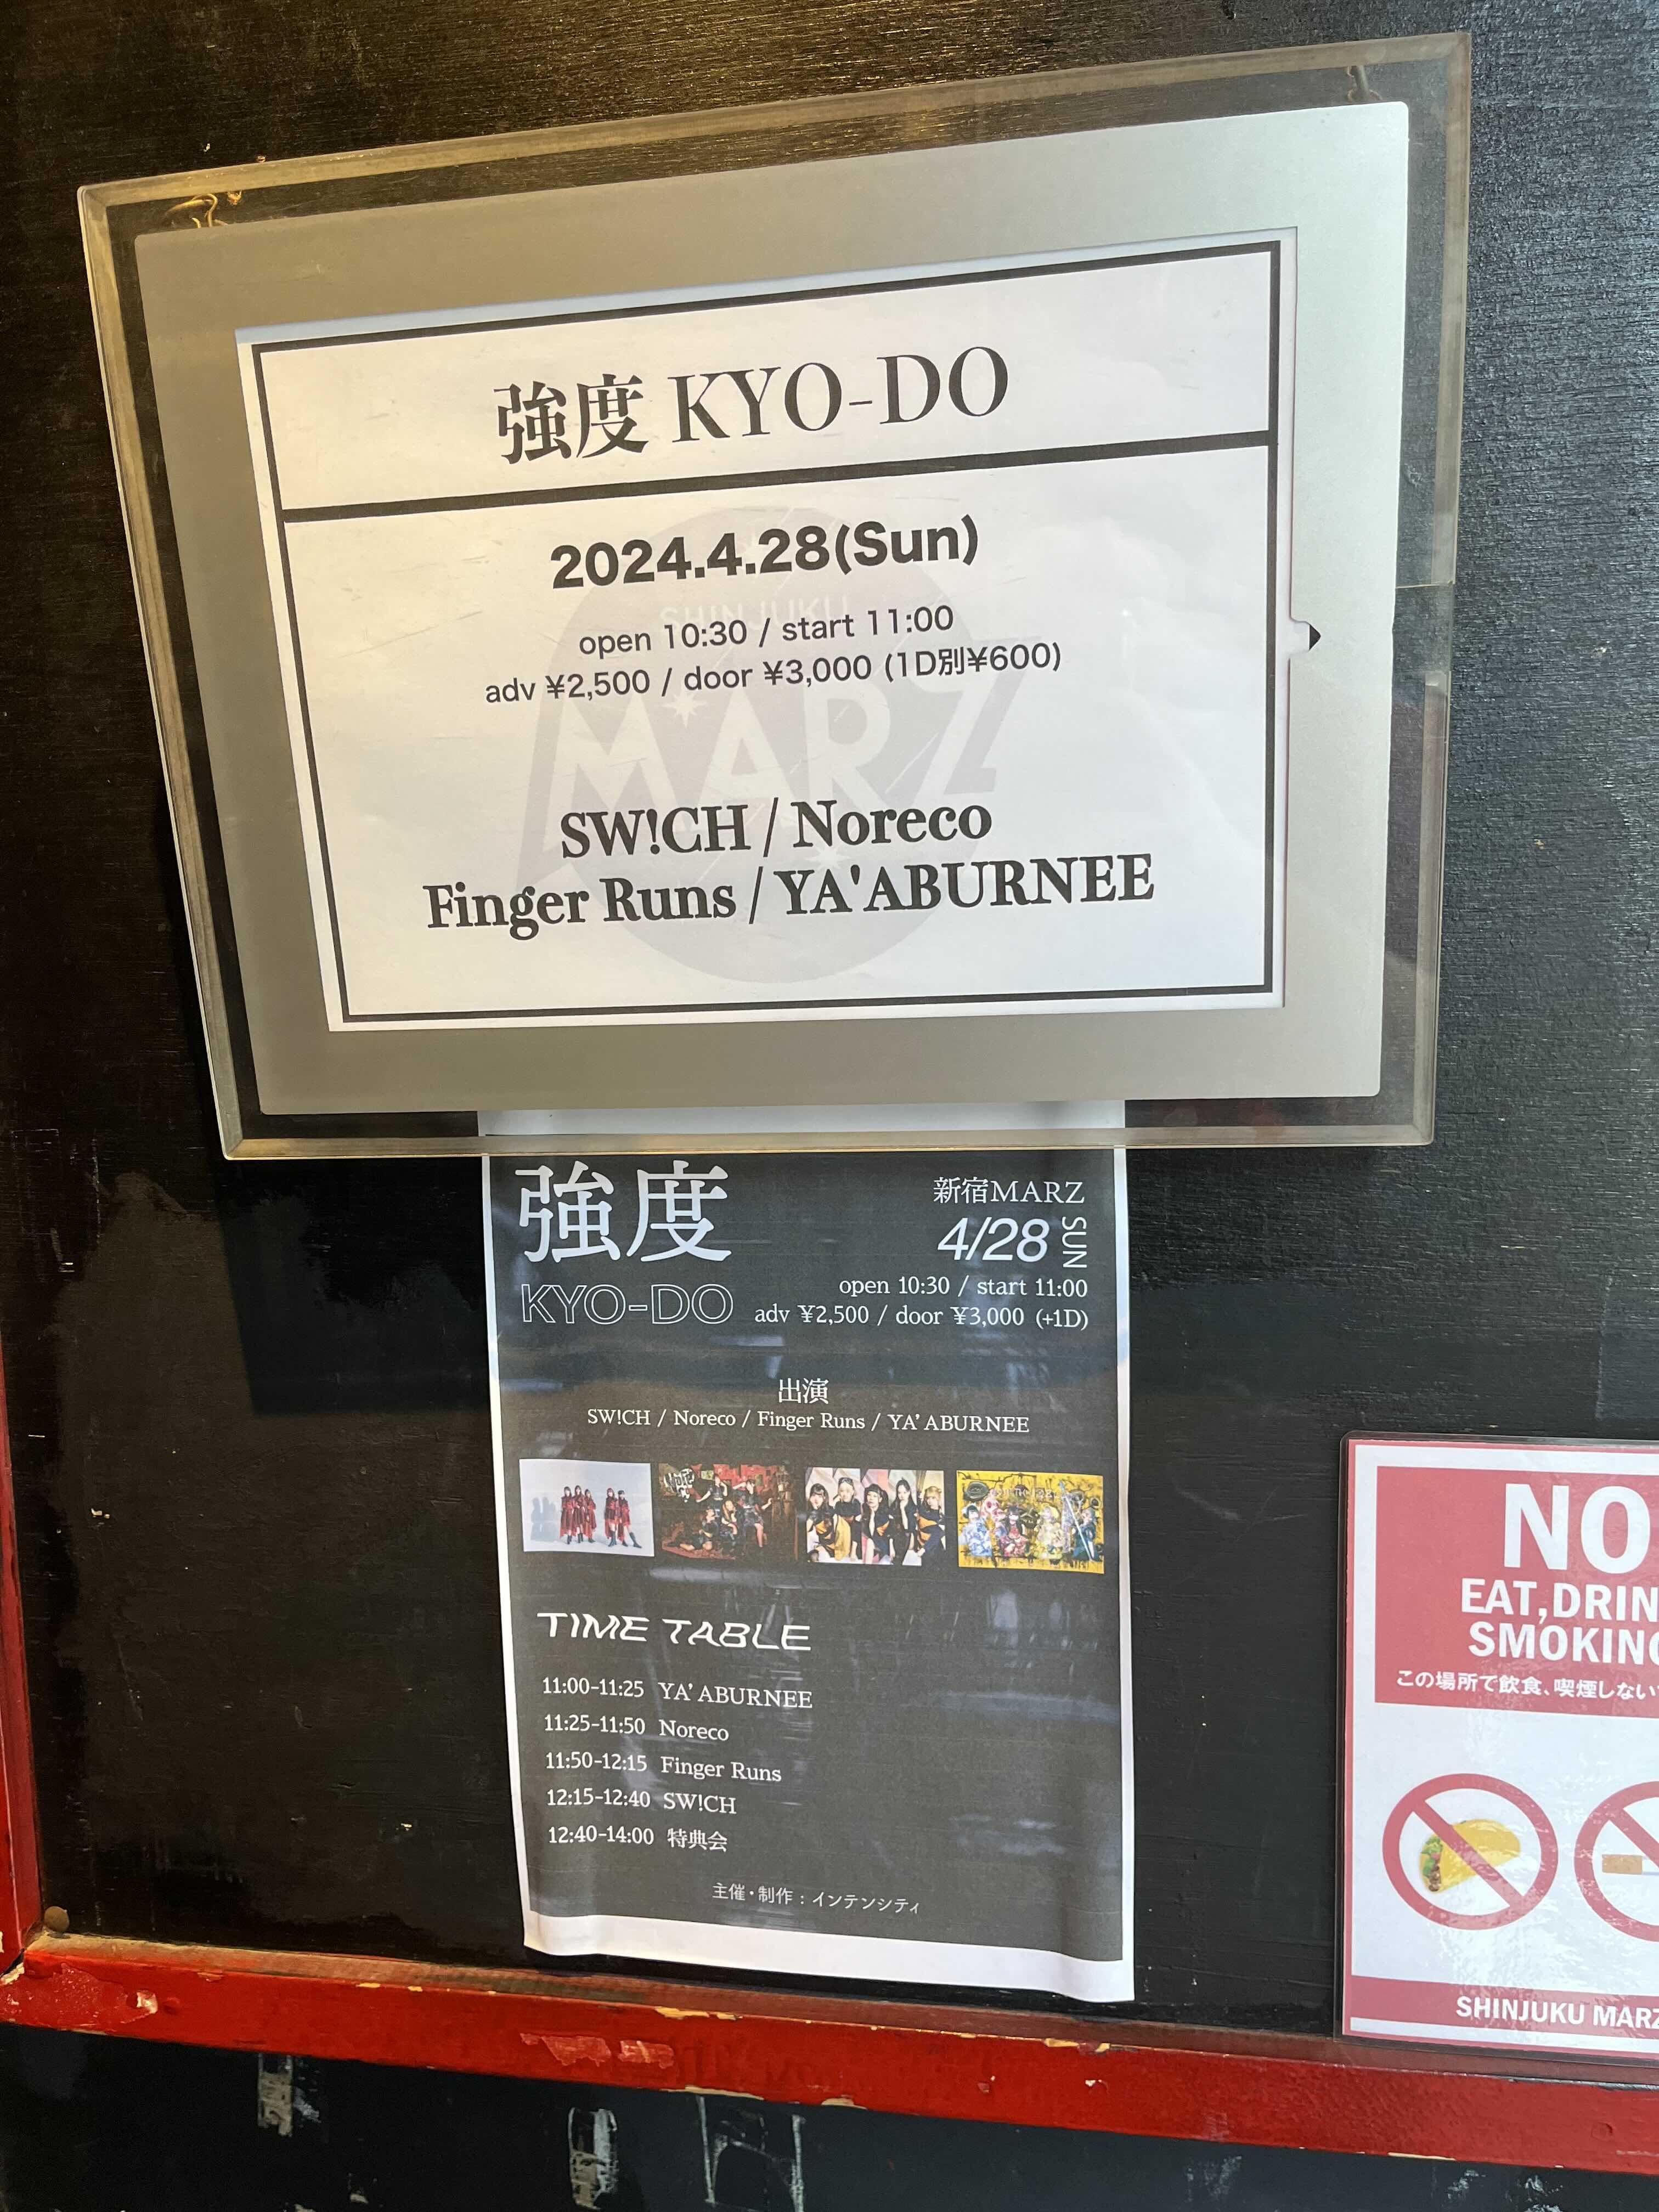 強度 KYO-DO
2024.4.28(Sun)
open 10:30 / start 11:00
adv ¥2,500 / door ¥3,000 (1D別¥600)
SHINJUKU
MARZ
SW!CH / Noreco
Finger Runs / YA'ABURNEE
強度
KYO-DO
新宿MARZ
4/28 SUN
open 10:30 / start 11:00
adv ¥2,500 / door ¥3,000 (+1D)
出演
SW!CH / Noreco / Finger Runs / YA' ABURNEE
TIME TABLE
11:00-11:25 YA' ABURNEE
11:25-11:50 Noreco
11:50-12:15 Finger Runs
12:15-12:40 SW!CH
12:40-14:00 特典会
主催・制作：インテンシティ
NO
EAT,DRIN
SMOKING
この場所で飲食、喫煙しない
SHINJUKU MARZ